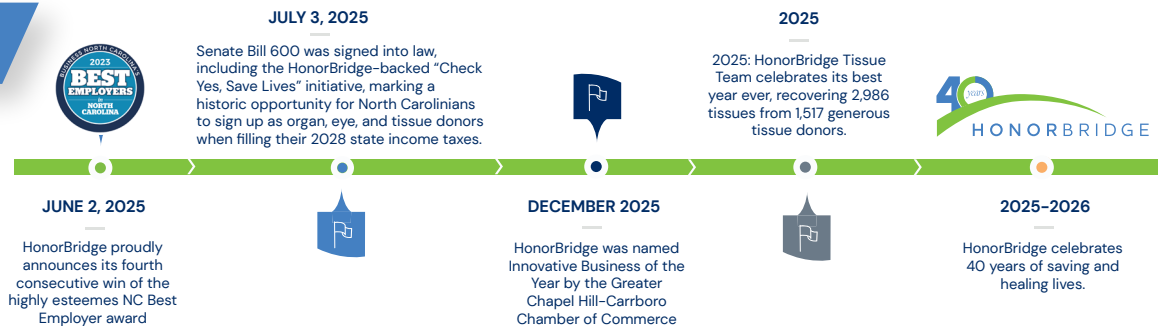 BUSINESS NORTH CAROLINA'S
2023
BEST
EMPLOYERS
in
NORTH
CAROLINA
JUNE 2, 2025
HonorBridge proudly
announces its fourth
consecutive win of the
highly esteemes NC Best
Employer award
JULY 3, 2025
Senate Bill 600 was signed into law,
including the HonorBridge-backed “Check
Yes, Save Lives” initiative, marking a
historic opportunity for North Carolinians
to sign up as organ, eye, and tissue donors
when filling their 2028 state income taxes.
DECEMBER 2025
HonorBridge was named
Innovative Business of the
Year by the Greater
Chapel Hill-Carrboro
Chamber of Commerce
2025
2025: HonorBridge Tissue
Team celebrates its best
year ever, recovering 2,986
tissues from 1,517 generous
tissue donors.
40 years
HONORBRIDGE
2025-2026
HonorBridge celebrates
40 years of saving and
healing lives.